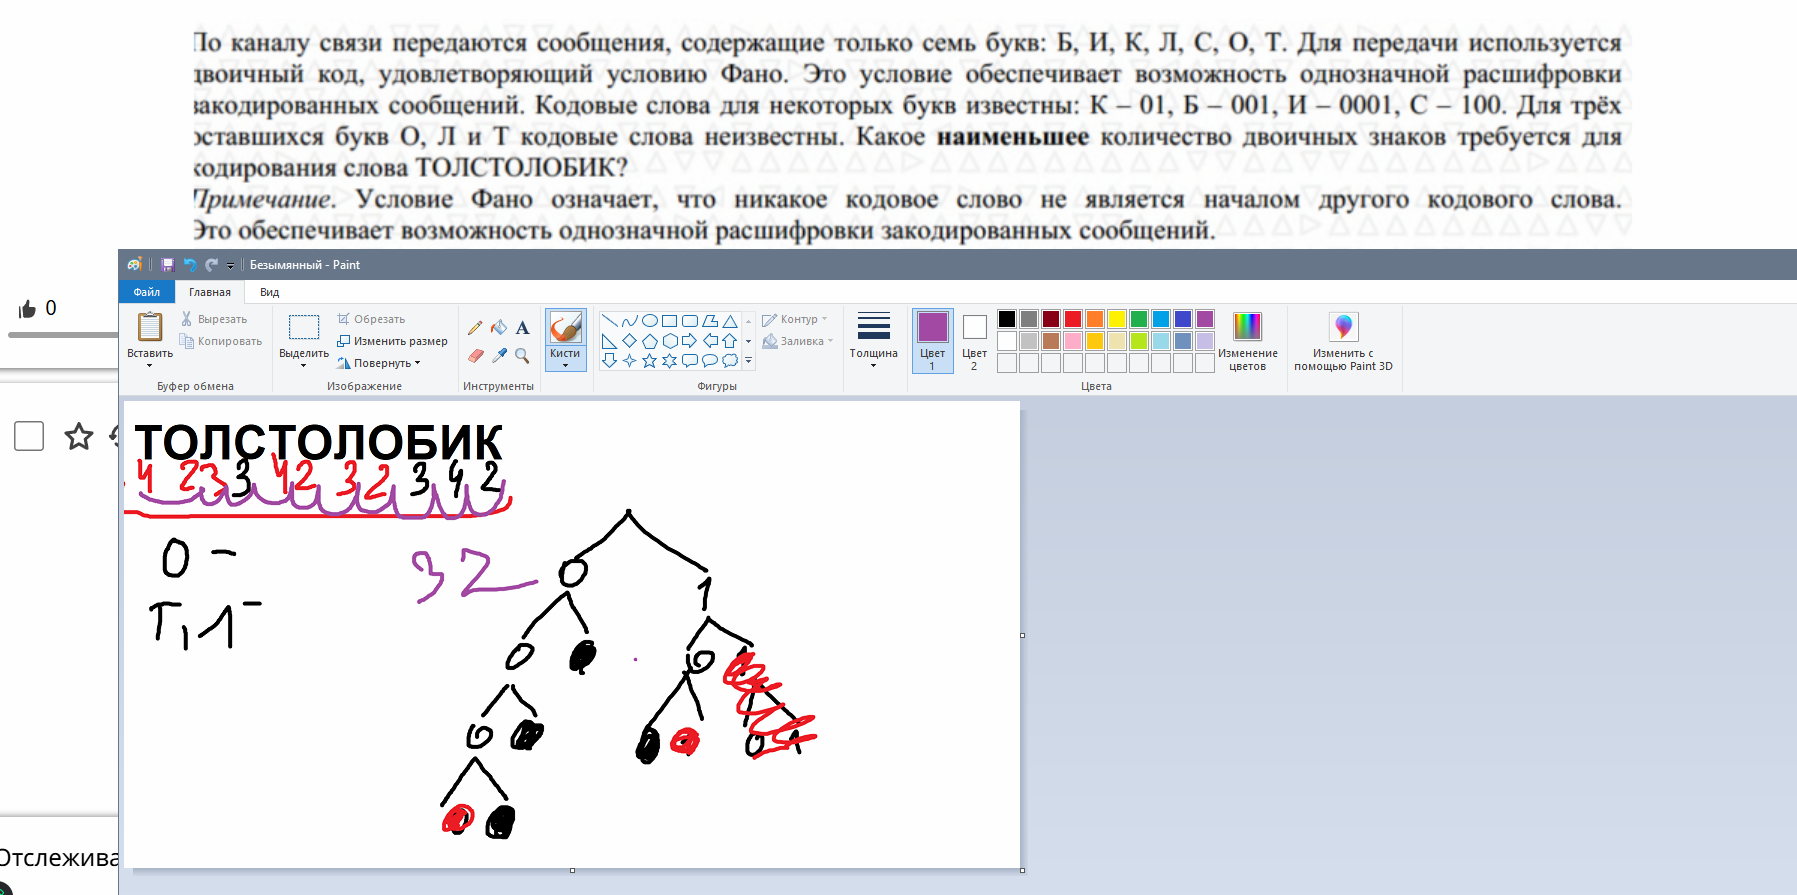 По каналу связи передаются сообщения, содержащие только семь букв: Б, И, К, Л, С, О, Т. Для передачи используется
двоичный код, удовлетворяющий условию Фано. Это условие обеспечивает возможность однозначной расшифровки
закодированных сообщений. Кодовые слова для некоторых букв известны: К – 01, Б – 001, И – 0001, С – 100. Для трёх
оставшихся букв О, Л и Т кодовые слова неизвестны. Какое наименьшее количество двоичных знаков требуется для
кодирования слова ТОЛСТОЛОБИК?
Примечание. Условие Фано означает, что никакое кодовое слово не является началом другого кодового слова.
Это обеспечивает возможность однозначной расшифровки закодированных сообщений.
Безымянный - Paint
Файл Главная Вид
0
Вставить
Вырезать
Копировать
Буфер обмена
Выделить
Обрезать
Изменить размер
Повернуть
Изображение
Инструменты
Кисти
Фигуры
Контур
Заливка
Толщина
Цвет 1
Цвет 2
Цвета
Изменение цветов
Изменить с помощью Paint 3D
ТОЛСТОЛОБИК
4 2 3 3 4 2 3 2 3 4 2
О -
Т, Л -
32
0 1
0 0
0 0 1
Отслежива